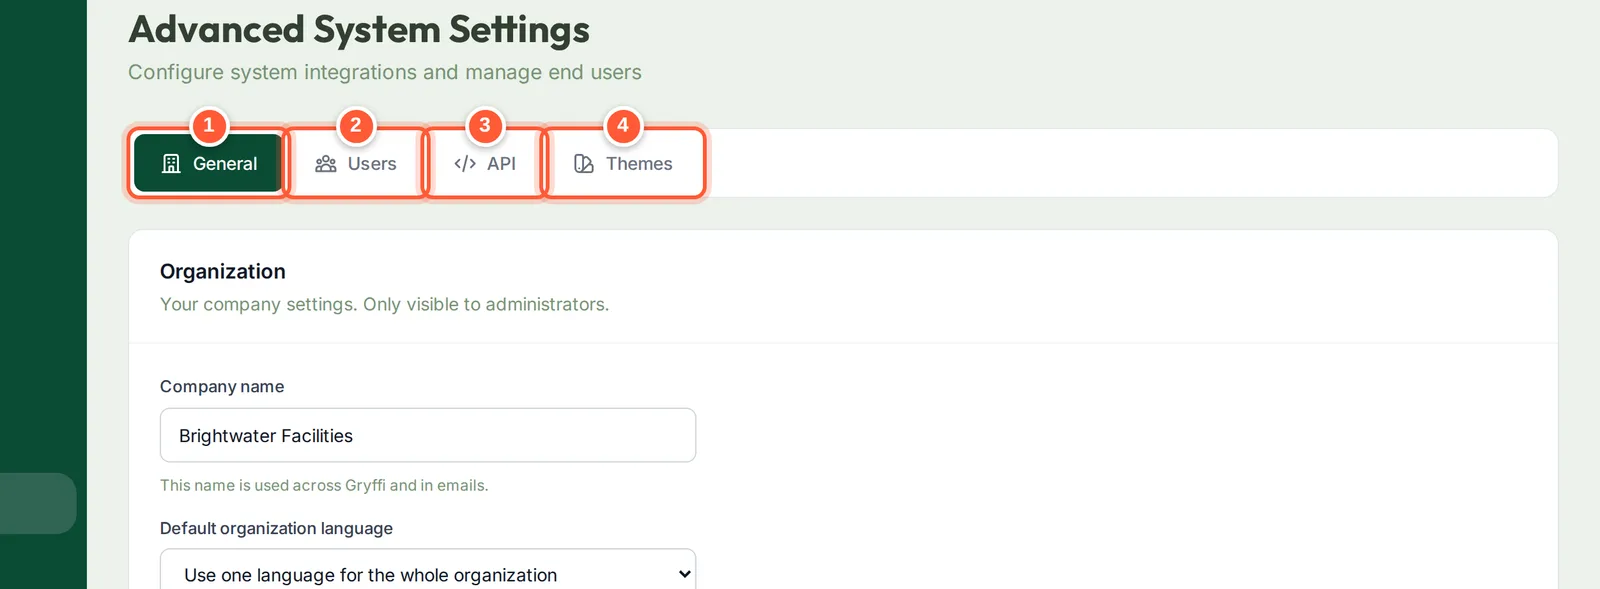 Advanced System Settings
Configure system integrations and manage end users
1 2 3 4
General Users API Themes
Organization
Your company settings. Only visible to administrators.
Company name
Brightwater Facilities
This name is used across Gryffi and in emails.
Default organization language
Use one language for the whole organization